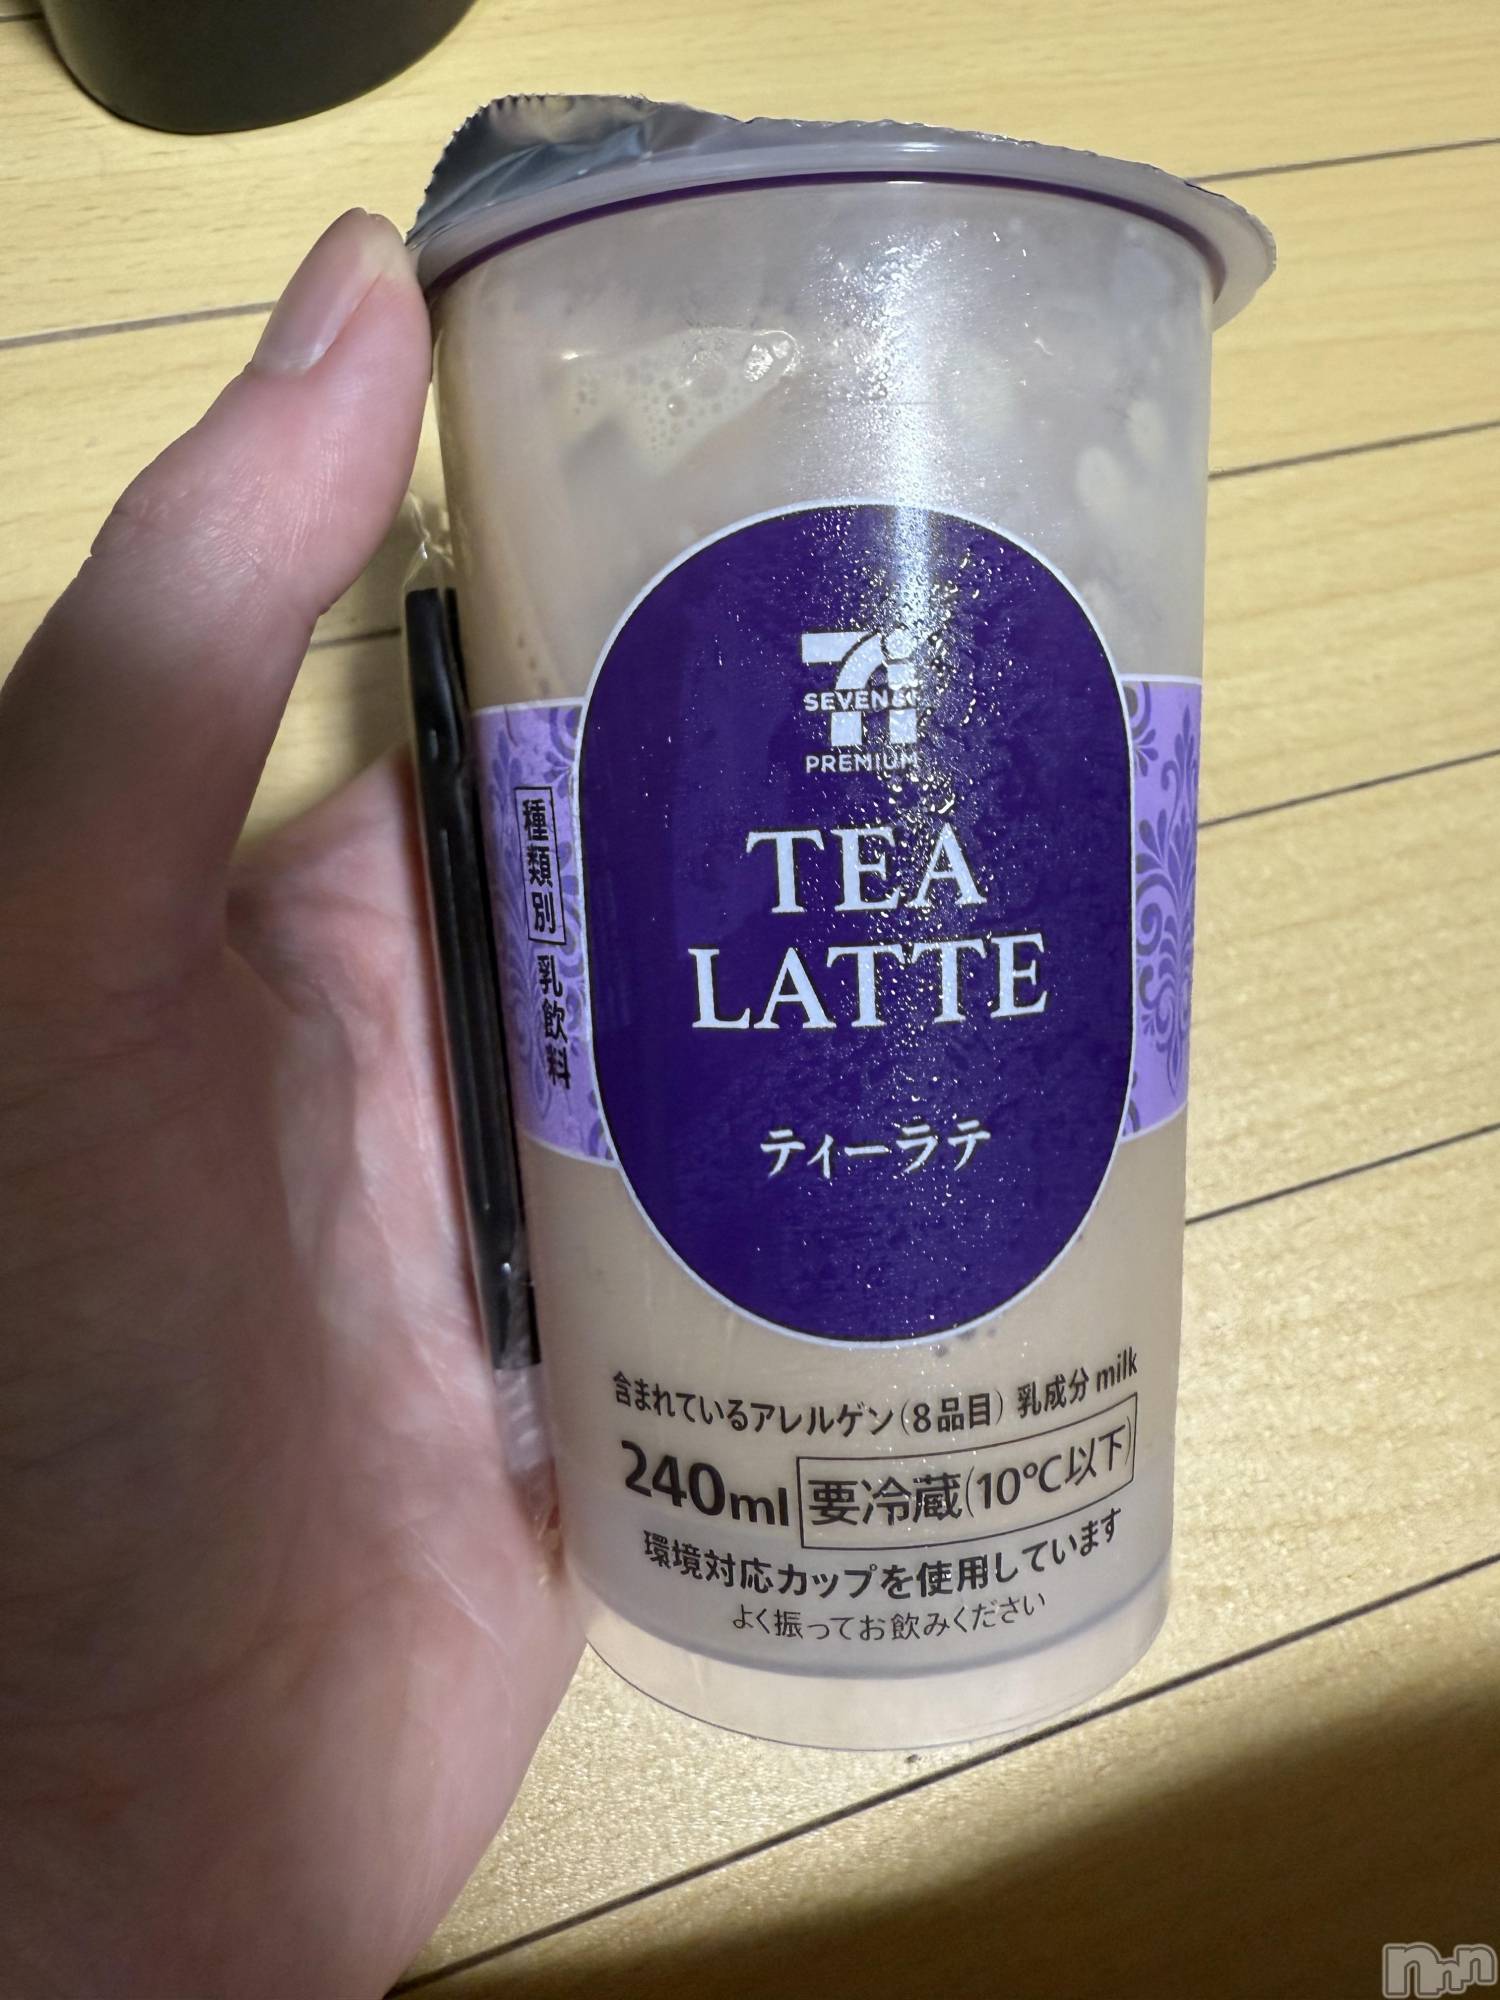 SEVEN&i
PREMIUM
TEA
LATTE
ティーラテ
種類別 乳飲料
含まれているアレルゲン(8品目) 乳成分 milk
240ml 要冷蔵(10℃以下)
環境対応カップを使用しています
よく振ってお飲みください